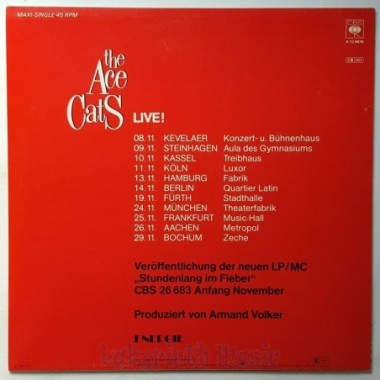 MAXI-SINGLE 45 RPM
CBS
the
Ace
Cats LIVE!
08.11. KEVELAER Konzert- u. Bühnenhaus
09.11. STEINHAGEN Aula des Gymnasiums
10.11. KASSEL Treibhaus
11.11. KÖLN Luxor
13.11. HAMBURG Fabrik
14.11. BERLIN Quartier Latin
19.11. FÜRTH Stadthalle
24.11. MÜNCHEN Theaterfabrik
25.11. FRANKFURT Music-Hall
26.11. AACHEN Metropol
29.11. BOCHUM Zeche
Veröffentlichung der neuen LP/MC
„Stundenlang im Fieber"
CBS 26 683 Anfang November
Produziert von Armand Volker
ENERGIE